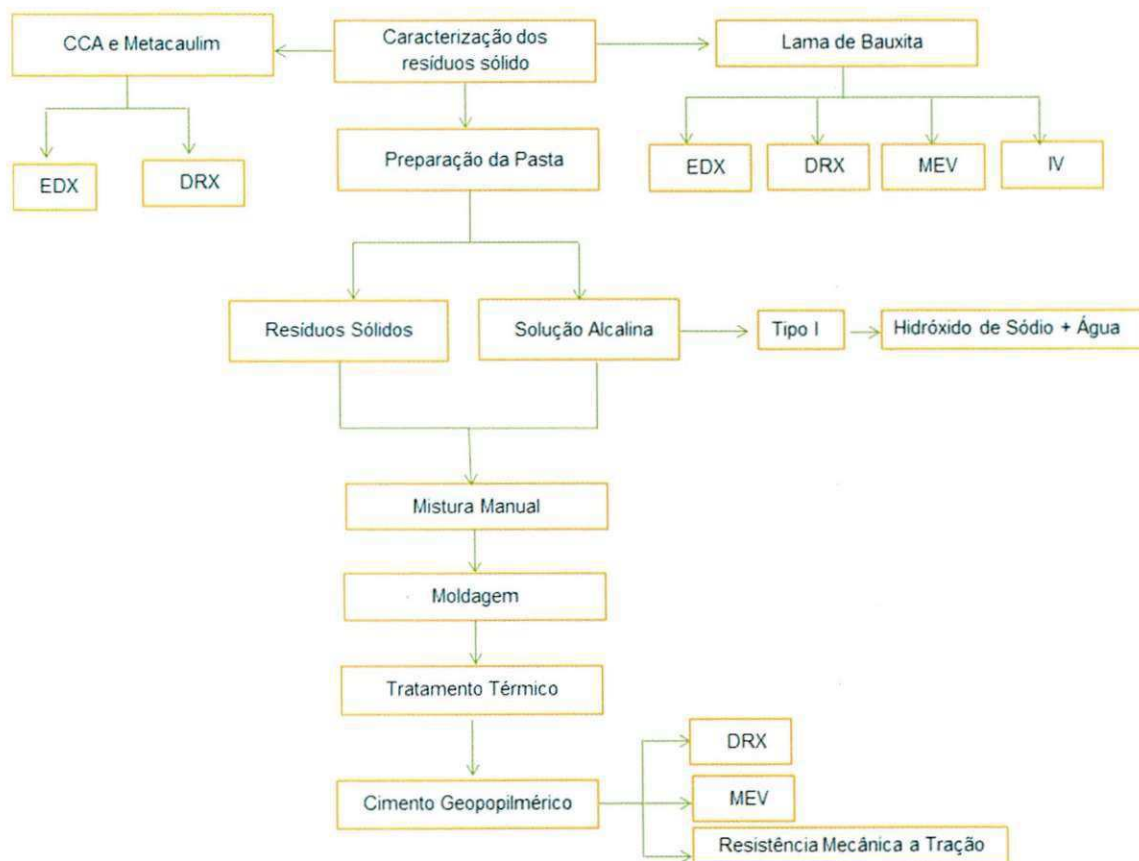 CCA e Metacaulim
Caracterização dos
resíduos sólido
Lama de Bauxita
Preparação da Pasta
EDX
DRX
EDX
DRX
MEV
IV
Resíduos Sólidos
Solução Alcalina
Tipo I
Hidróxido de Sódio + Água
Mistura Manual
Moldagem
Tratamento Térmico
Cimento Geopopilmérico
DRX
MEV
Resistência Mecânica a Tração